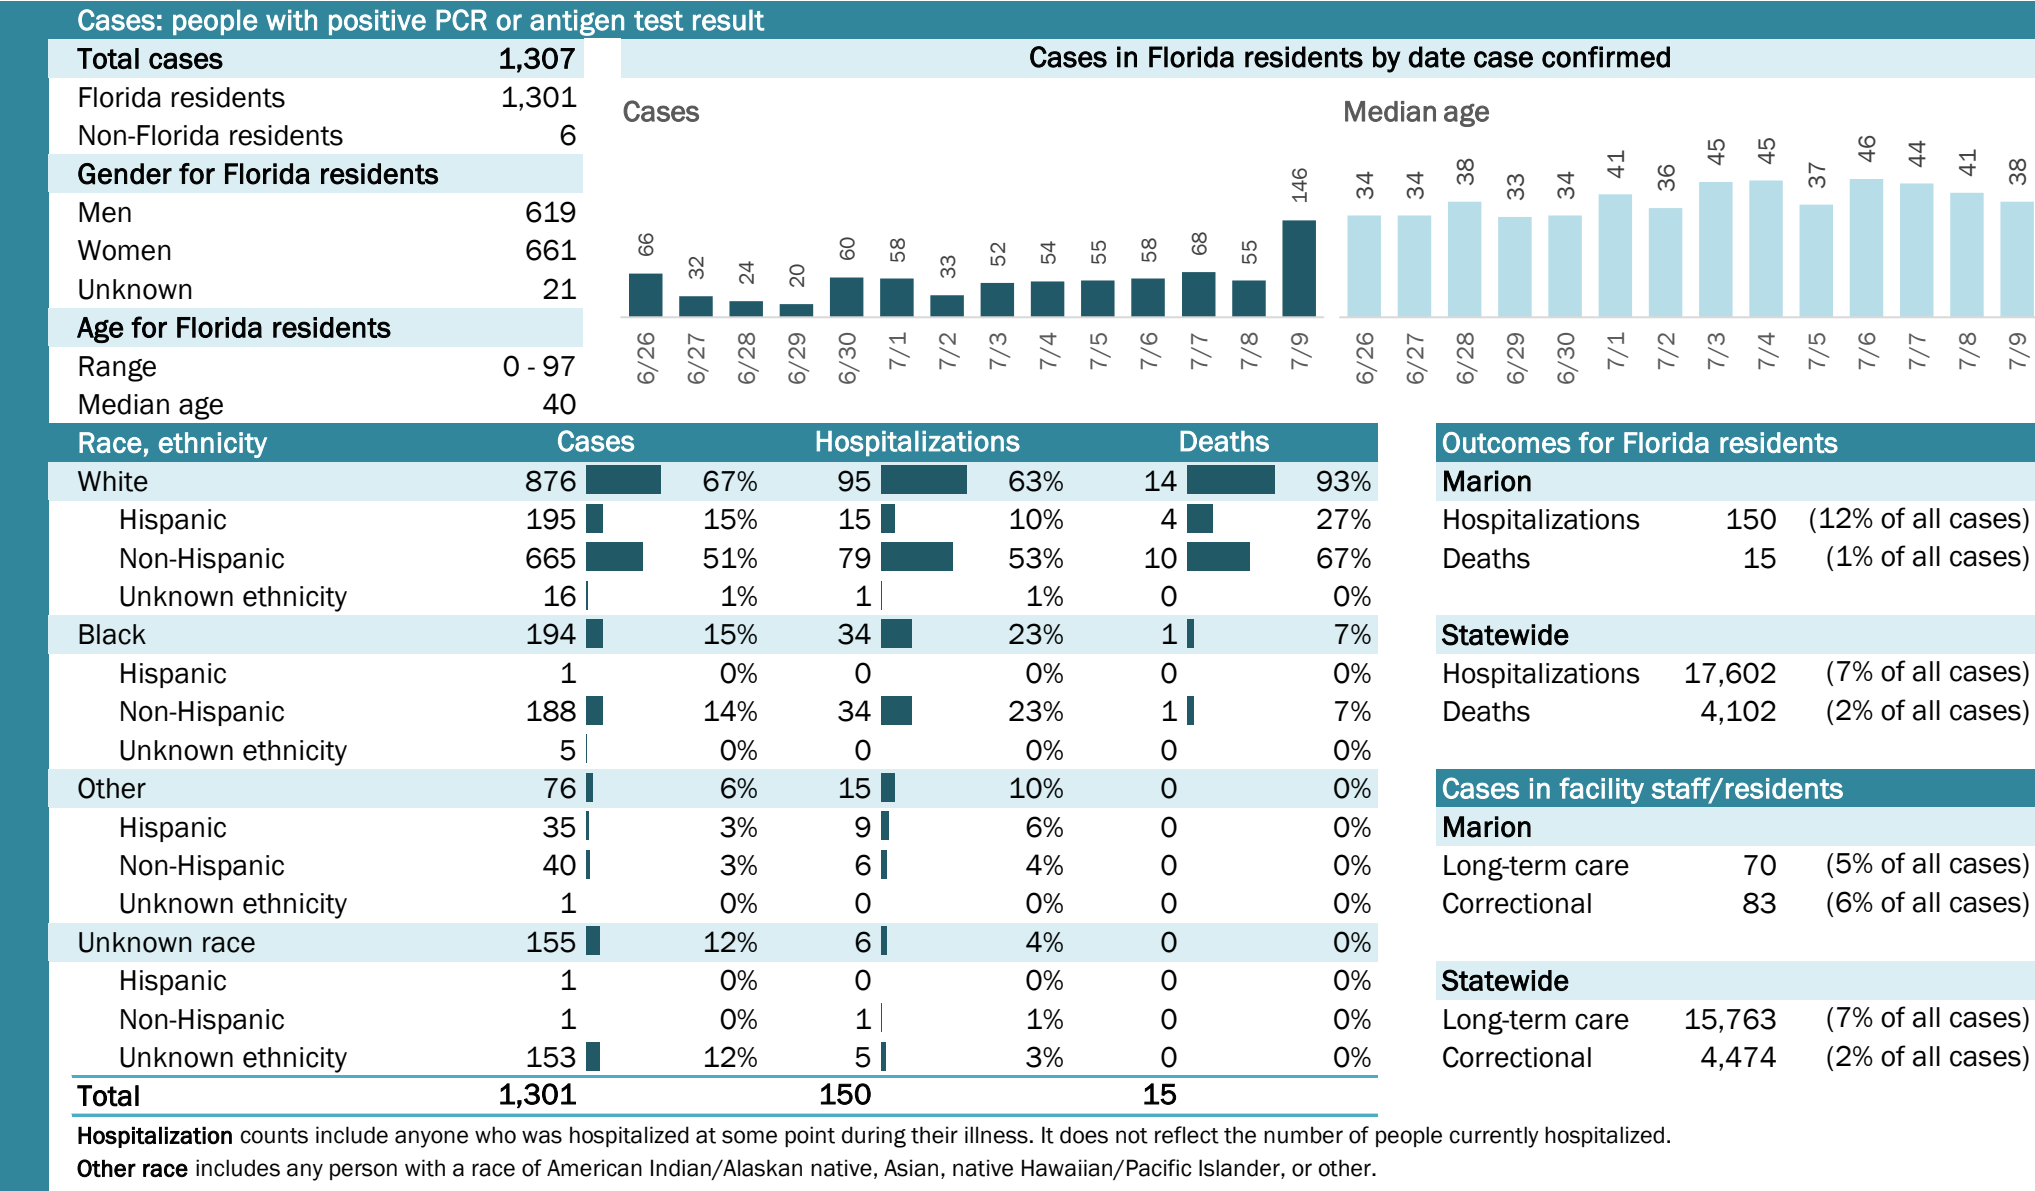 Cases: people with positive PCR or antigen test result
Total cases 1,307
Florida residents 1,301
Non-Florida residents 6
Gender for Florida residents
Men 619
Women 661
Unknown 21
Age for Florida residents
Range 0 - 97
Median age 40
Cases in Florida residents by date case confirmed
Cases
66 32 24 20 60 58 33 52 54 55 58 68 55 146
6/26 6/27 6/28 6/29 6/30 7/1 7/2 7/3 7/4 7/5 7/6 7/7 7/8 7/9
Median age
34 34 38 33 34 41 36 45 45 37 46 44 41 38
6/26 6/27 6/28 6/29 6/30 7/1 7/2 7/3 7/4 7/5 7/6 7/7 7/8 7/9
Race, ethnicity Cases Hospitalizations Deaths
White 876 67% 95 63% 14 93%
Hispanic 195 15% 15 10% 4 27%
Non-Hispanic 665 51% 79 53% 10 67%
Unknown ethnicity 16 1% 1 1% 0 0%
Black 194 15% 34 23% 1 7%
Hispanic 1 0% 0 0% 0 0%
Non-Hispanic 188 14% 34 23% 1 7%
Unknown ethnicity 5 0% 0 0% 0 0%
Other 76 6% 15 10% 0 0%
Hispanic 35 3% 9 6% 0 0%
Non-Hispanic 40 3% 6 4% 0 0%
Unknown ethnicity 1 0% 0 0% 0 0%
Unknown race 155 12% 6 4% 0 0%
Hispanic 1 0% 0 0% 0 0%
Non-Hispanic 1 0% 1 1% 0 0%
Unknown ethnicity 153 12% 5 3% 0 0%
Total 1,301 150 15
Outcomes for Florida residents
Marion
Hospitalizations 150 (12% of all cases)
Deaths 15 (1% of all cases)
Statewide
Hospitalizations 17,602 (7% of all cases)
Deaths 4,102 (2% of all cases)
Cases in facility staff/residents
Marion
Long-term care 70 (5% of all cases)
Correctional 83 (6% of all cases)
Statewide
Long-term care 15,763 (7% of all cases)
Correctional 4,474 (2% of all cases)
Hospitalization counts include anyone who was hospitalized at some point during their illness. It does not reflect the number of people currently hospitalized.
Other race includes any person with a race of American Indian/Alaskan native, Asian, native Hawaiian/Pacific Islander, or other.